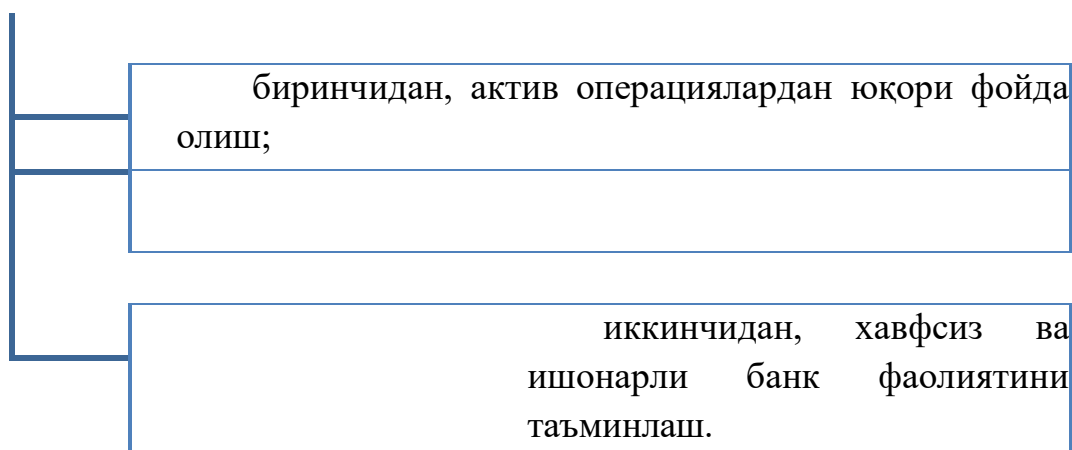 биринчидан, актив операциялардан юқори фойда
олиш;
иккинчидан, хавфсиз ва
ишонарли банк фаолиятини
таъминлаш.